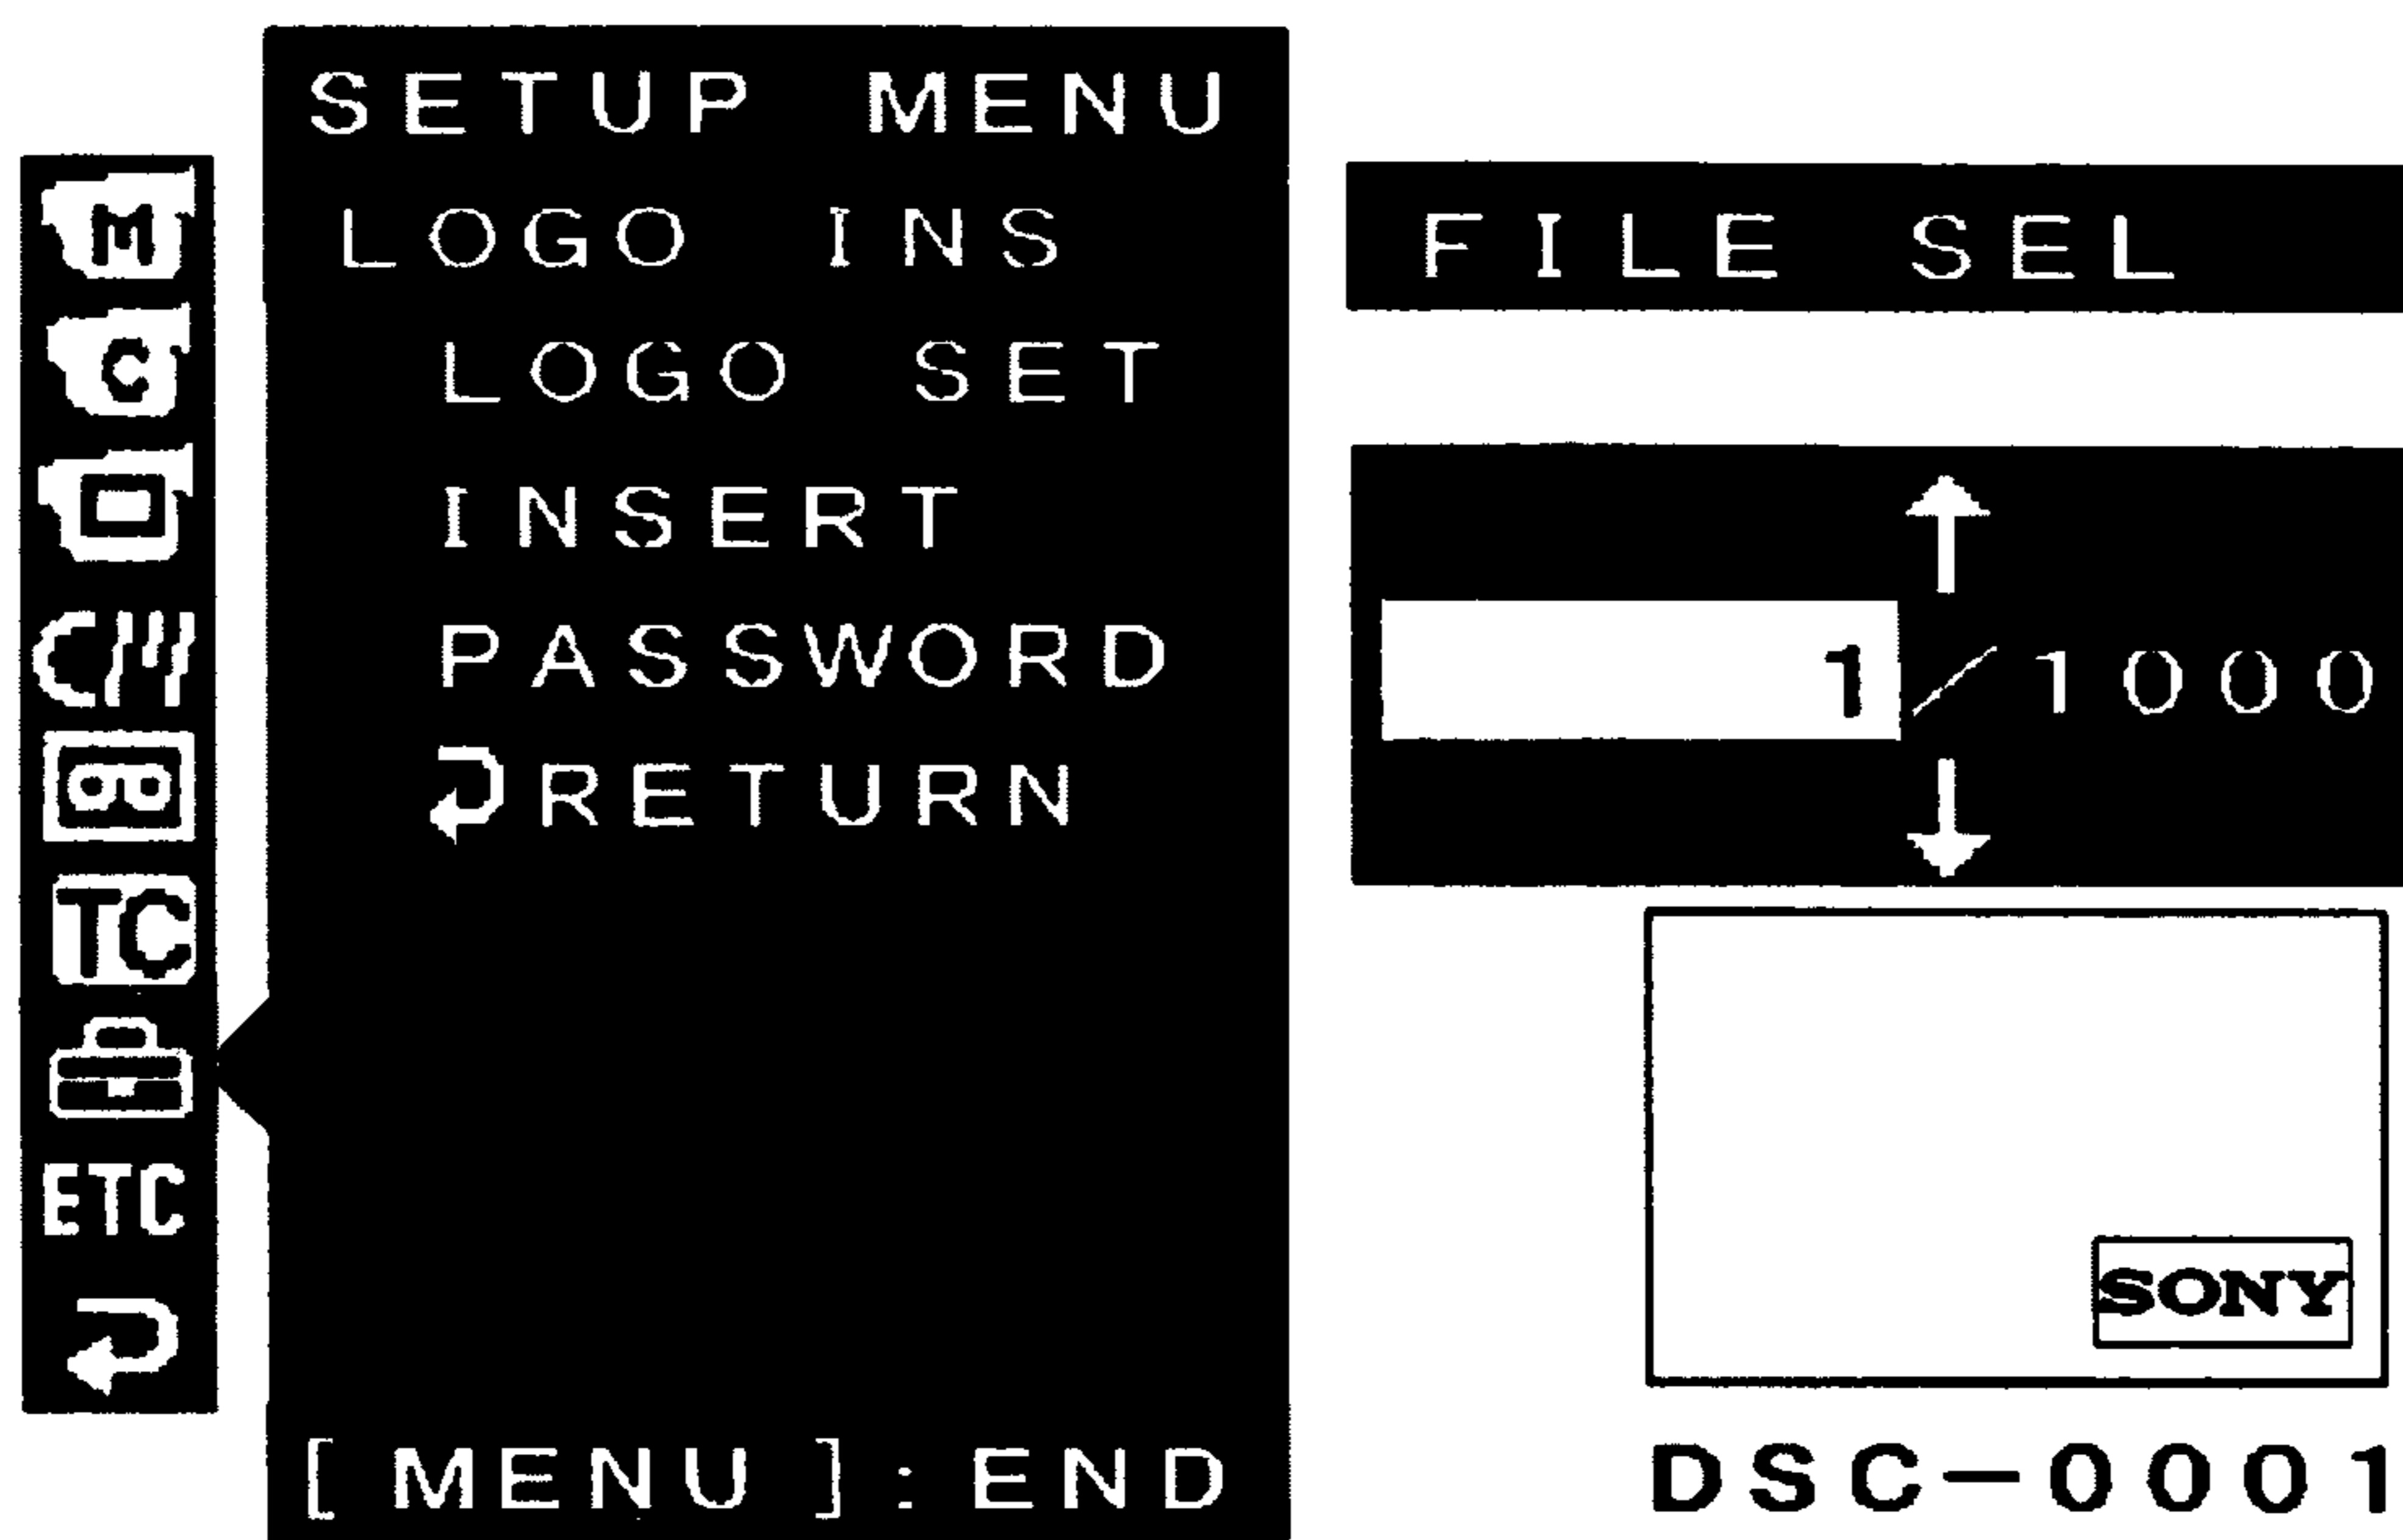 SETUP MENU
M
LOGO INS
C
LOGO SET
INSERT
PASSWORD
RETURN
TC
ETC
[MENU]:END
FILE SEL
1/1000
SONY
DSC-0001